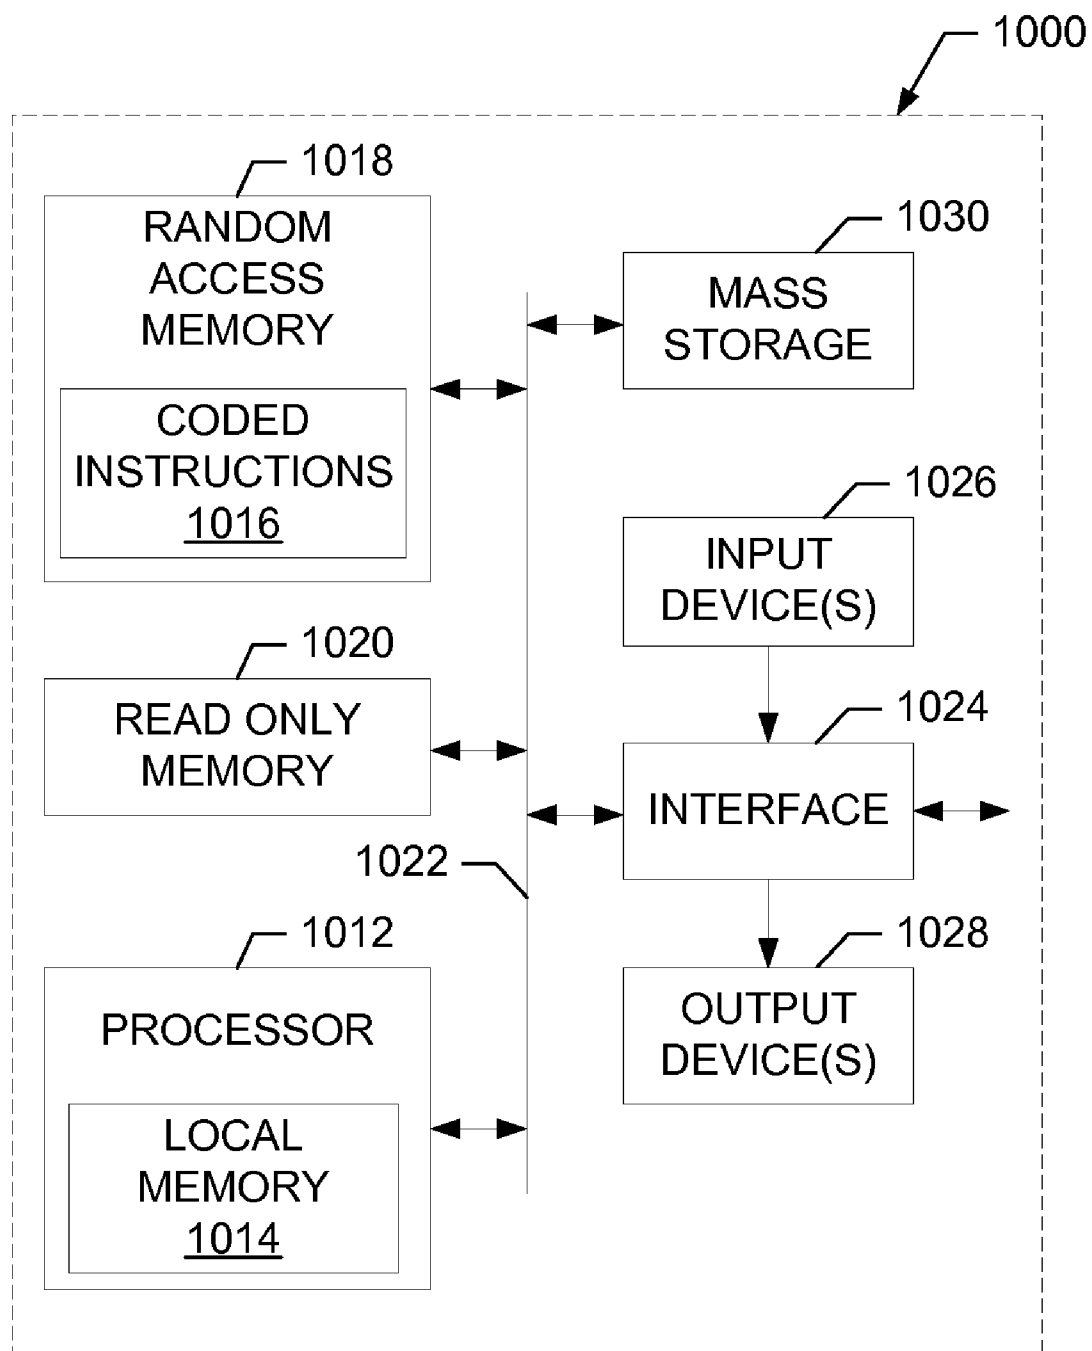 1000
1018
RANDOM
ACCESS
MEMORY
CODED
INSTRUCTIONS
1016
1030
MASS
STORAGE
1026
INPUT
DEVICE(S)
1020
READ ONLY
MEMORY
1024
INTERFACE
1022
1012
PROCESSOR
LOCAL
MEMORY
1014
1028
OUTPUT
DEVICE(S)